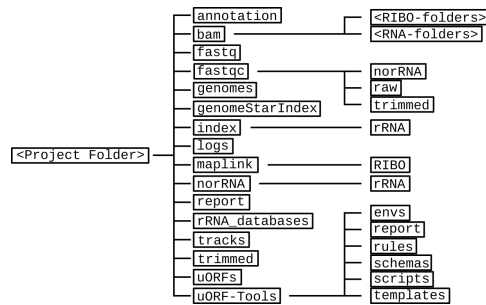 <Project Folder>
annotation
bam
<RIBO-folders>
<RNA-folders>
fastq
fastqc
norRNA
raw
trimmed
genomes
genomeStarIndex
index
rRNA
logs
maplink
RIBO
norRNA
rRNA
report
rRNA_databases
tracks
trimmed
uORFs
uORF-Tools
envs
report
rules
schemas
scripts
templates